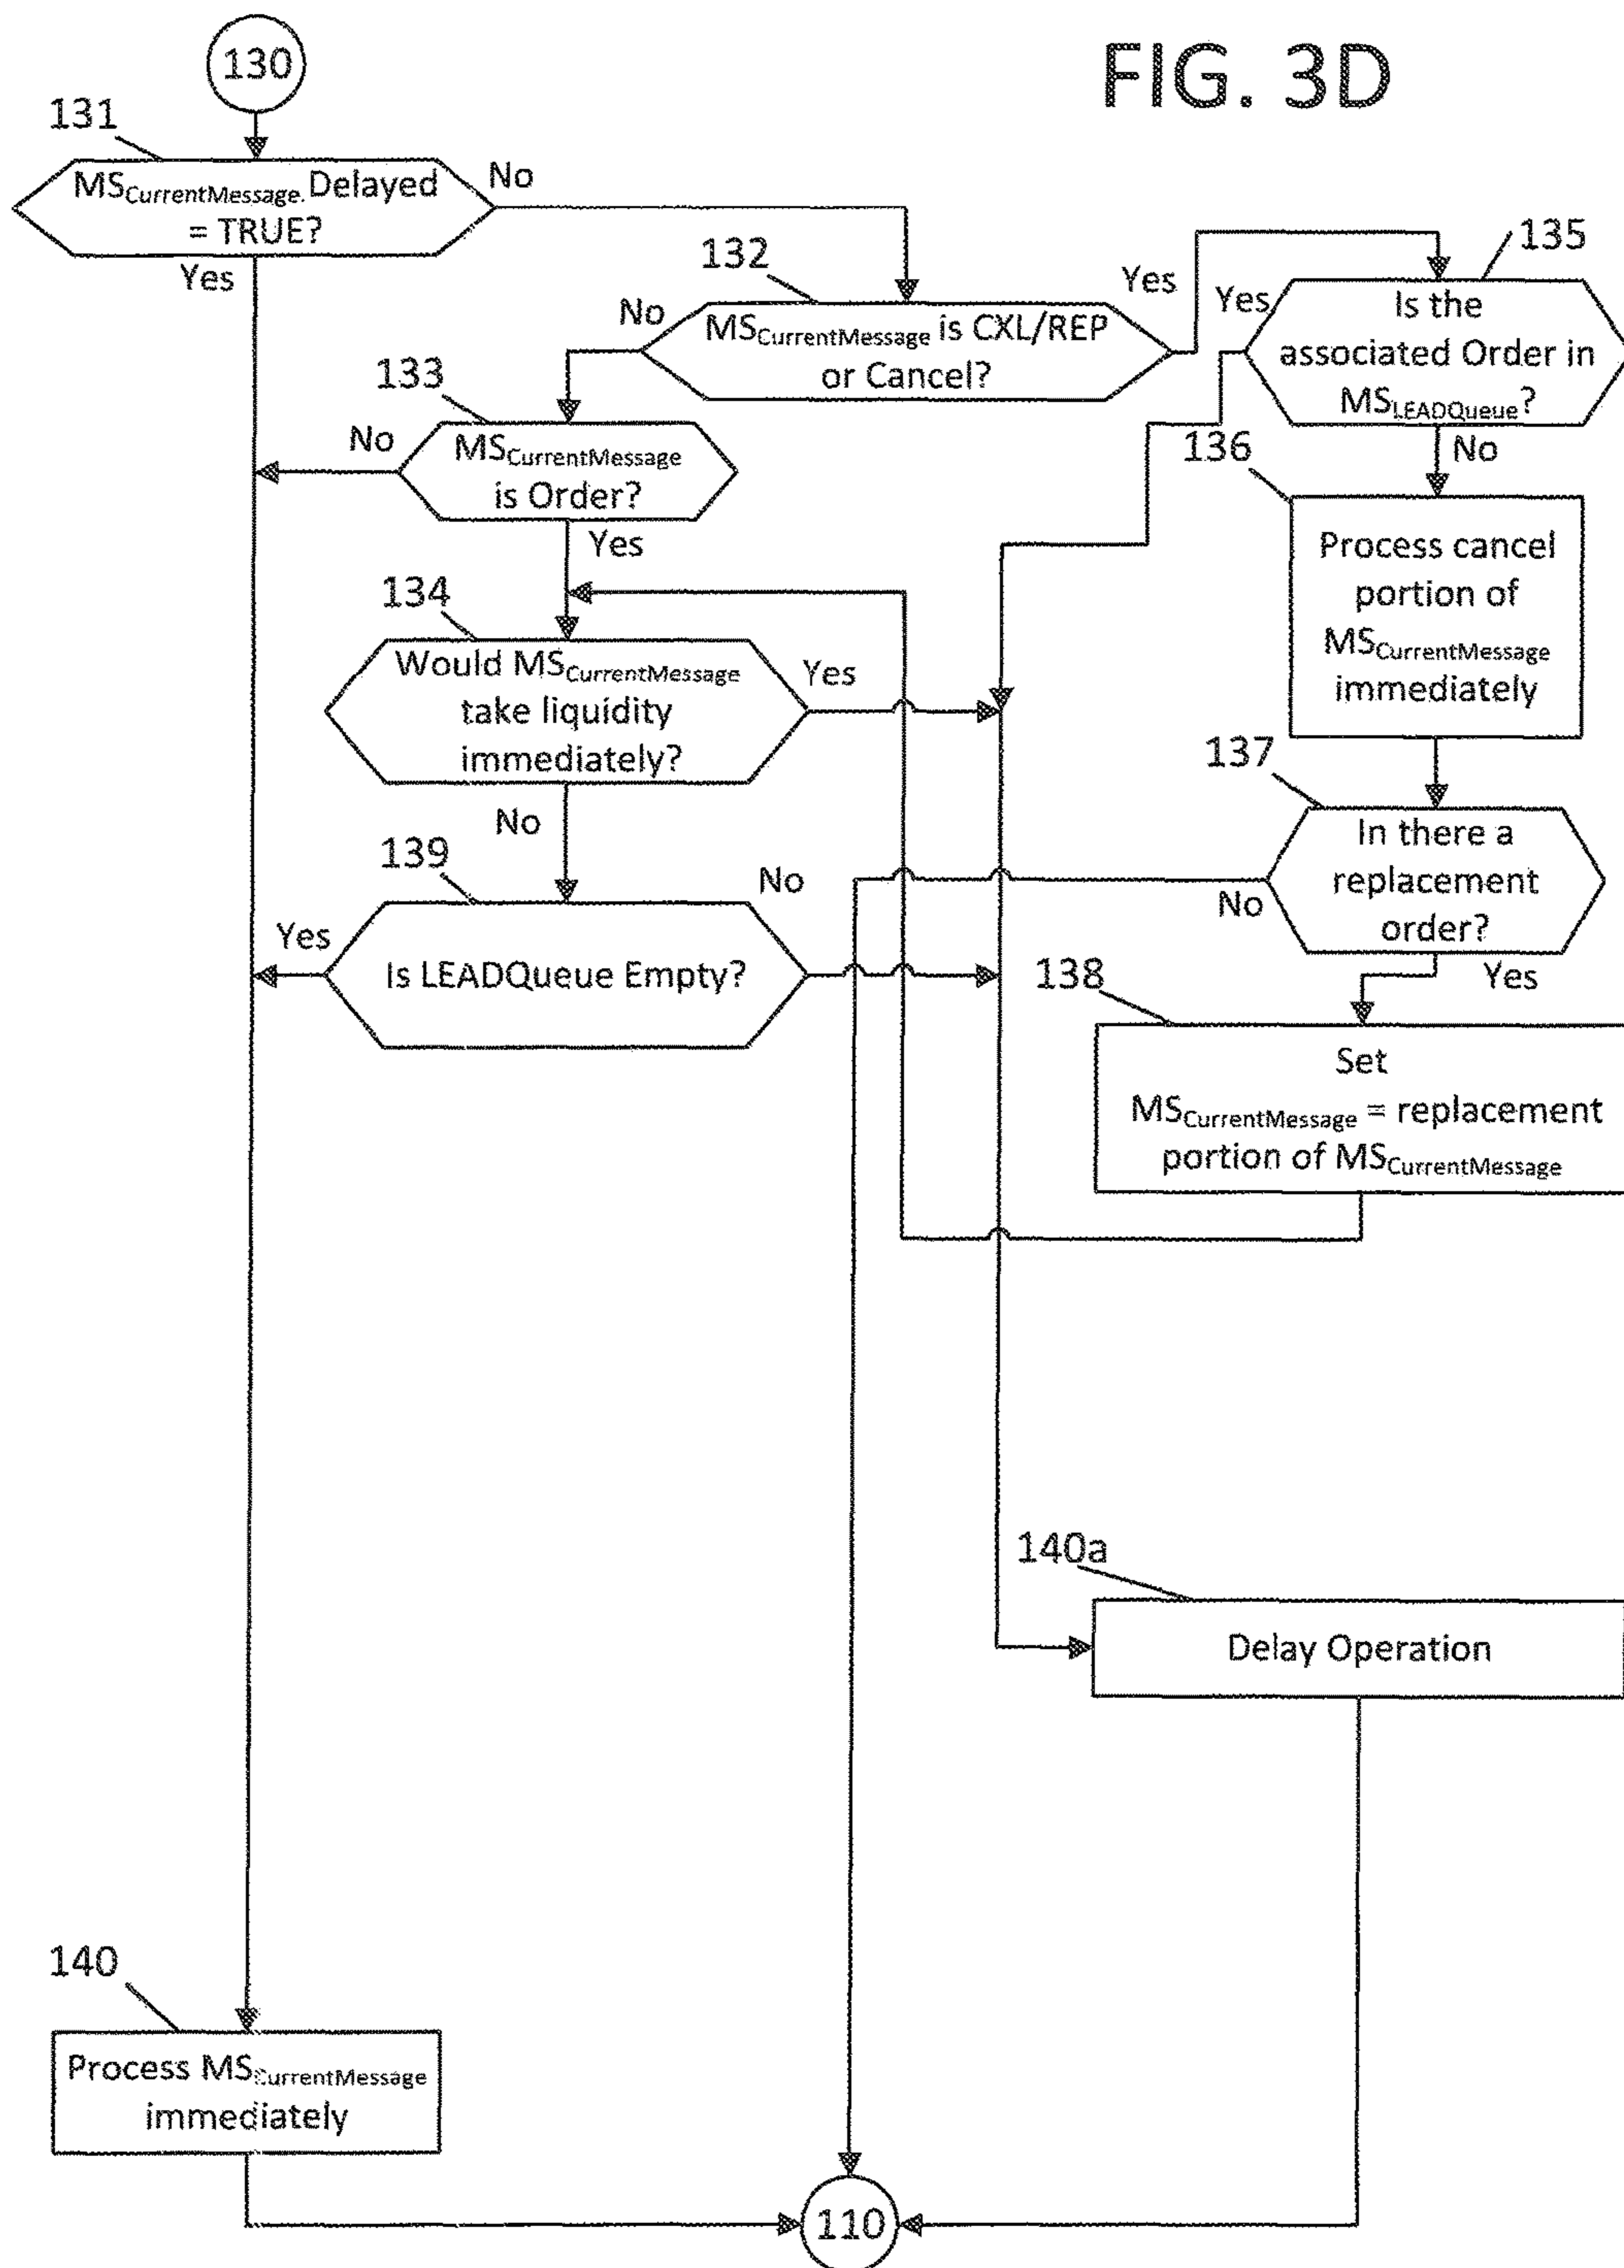 FIG. 3D
130
131
MSCurrentMessage.Delayed
= TRUE?
No
Yes
132
MSCurrentMessage is CXL/REP
or Cancel?
No
Yes
135
Yes
Is the
associated Order in
MSLEADQueue?
No
133
MSCurrentMessage
is Order?
No
Yes
136
Process cancel
portion of
MSCurrentMessage
immediately
134
Would MSCurrentMessage
take liquidity
immediately?
Yes
No
137
In there a
replacement
order?
No
Yes
139
Is LEADQueue Empty?
Yes
No
138
Set
MSCurrentMessage = replacement
portion of MSCurrentMessage
140a
Delay Operation
140
Process MSCurrentMessage
immediately
110